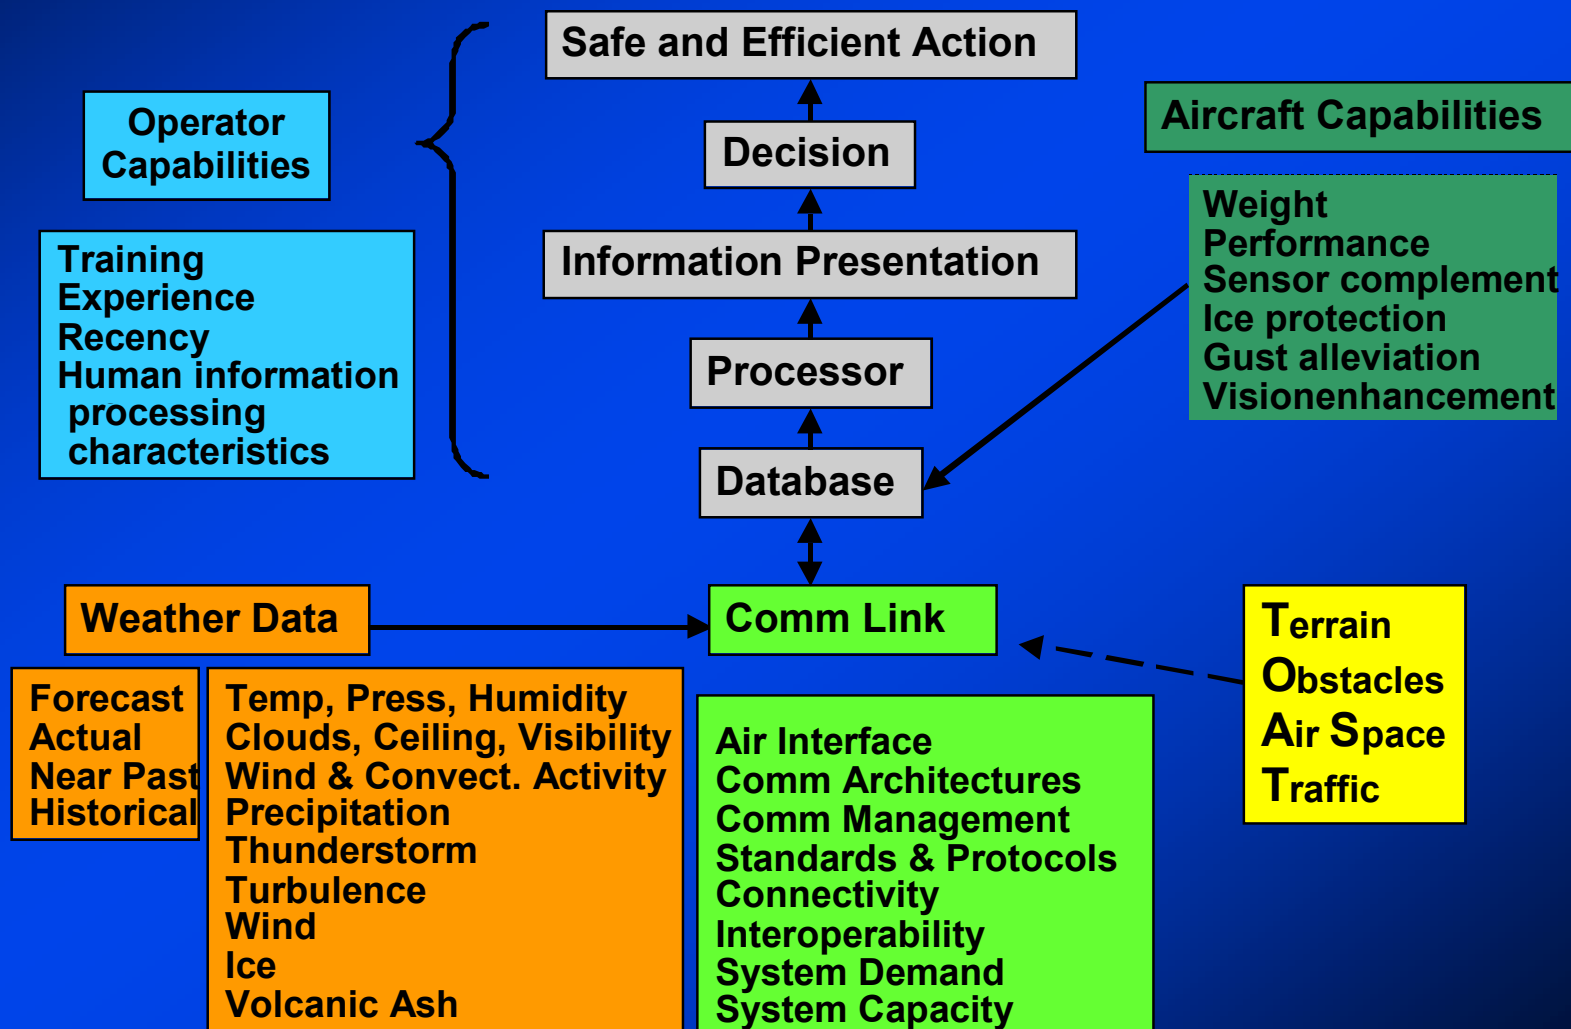 Safe and Efficient Action
Operator
Capabilities
Decision
Aircraft Capabilities
Training
Experience
Recency
Human information
processing
characteristics
Information Presentation
Weight
Performance
Sensor complement
Ice protection
Gust alleviation
Visionenhancement
Processor
Database
Weather Data
Comm Link
Terrain
Obstacles
Air Space
Traffic
Forecast
Actual
Near Past
Historical
Temp, Press, Humidity
Clouds, Ceiling, Visibility
Wind & Convect. Activity
Precipitation
Thunderstorm
Turbulence
Wind
Ice
Volcanic Ash
Air Interface
Comm Architectures
Comm Management
Standards & Protocols
Connectivity
Interoperability
System Demand
System Capacity